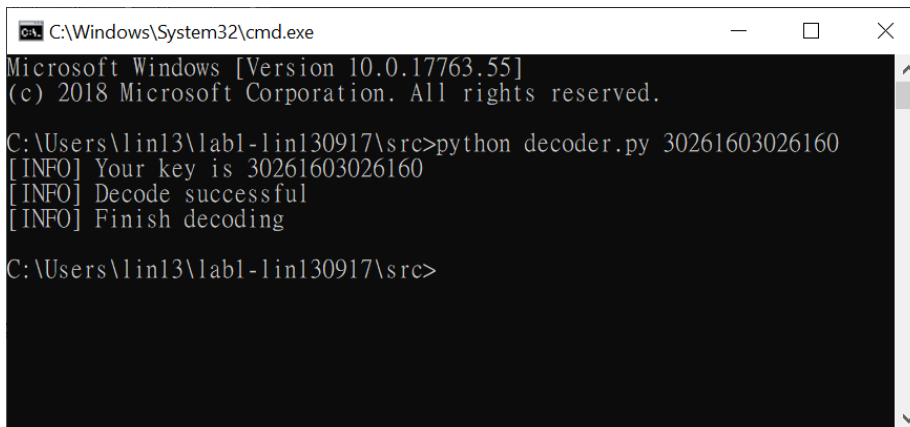 C:\Windows\System32\cmd.exe
Microsoft Windows [Version 10.0.17763.55]
(c) 2018 Microsoft Corporation. All rights reserved.
C:\Users\lin13\lab1-lin130917\src>python decoder.py 30261603026160
[INFO] Your key is 30261603026160
[INFO] Decode successful
[INFO] Finish decoding
C:\Users\lin13\lab1-lin130917\src>